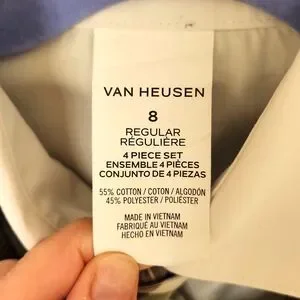 VAN HEUSEN
8
REGULAR
RÉGULIÈRE
4 PIECE SET
ENSEMBLE 4 PIÈCES
CONJUNTO DE 4 PIEZAS
55% COTTON / COTON / ALGODÓN
45% POLYESTER / POLIÉSTER
MADE IN VIETNAM
FABRIQUÉ AU VIETNAM
HECHO EN VIETNAM